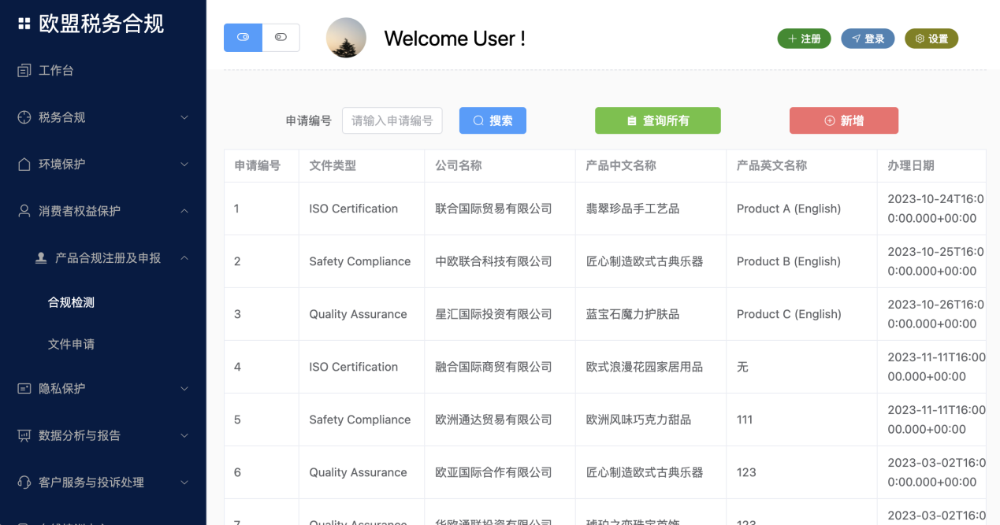 欧盟税务合规
工作台
税务合规
环境保护
消费者权益保护
产品合规注册及申报
合规检测
文件申请
隐私保护
数据分析与报告
客户服务与投诉处理
Welcome User !
注册
登录
设置
申请编号
请输入申请编号
搜索
查询所有
新增
申请编号 文件类型 公司名称 产品中文名称 产品英文名称 办理日期
1 ISO Certification 联合国际贸易有限公司 翡翠珍品手工艺品 Product A (English) 2023-10-24T16:0
0:00.000+00:00
2 Safety Compliance 中欧联合科技有限公司 匠心制造欧式古典乐器 Product B (English) 2023-10-25T16:0
0:00.000+00:00
3 Quality Assurance 星汇国际投资有限公司 蓝宝石魔力护肤品 Product C (English) 2023-10-26T16:0
0:00.000+00:00
4 ISO Certification 融合国际商贸有限公司 欧式浪漫花园家居用品 无 2023-11-11T16:00
00.000+00:00
5 Safety Compliance 欧洲通达贸易有限公司 欧洲风味巧克力甜品 111 2023-11-11T16:00
00.000+00:00
6 Quality Assurance 欧亚国际合作有限公司 匠心制造欧式古典乐器 123 2023-03-02T16:0
0:00.000+00:00
7 Quality Assurance 华欧通联投资有限公司 琥珀之恋珠宝首饰 123 2023-03-02T16:0